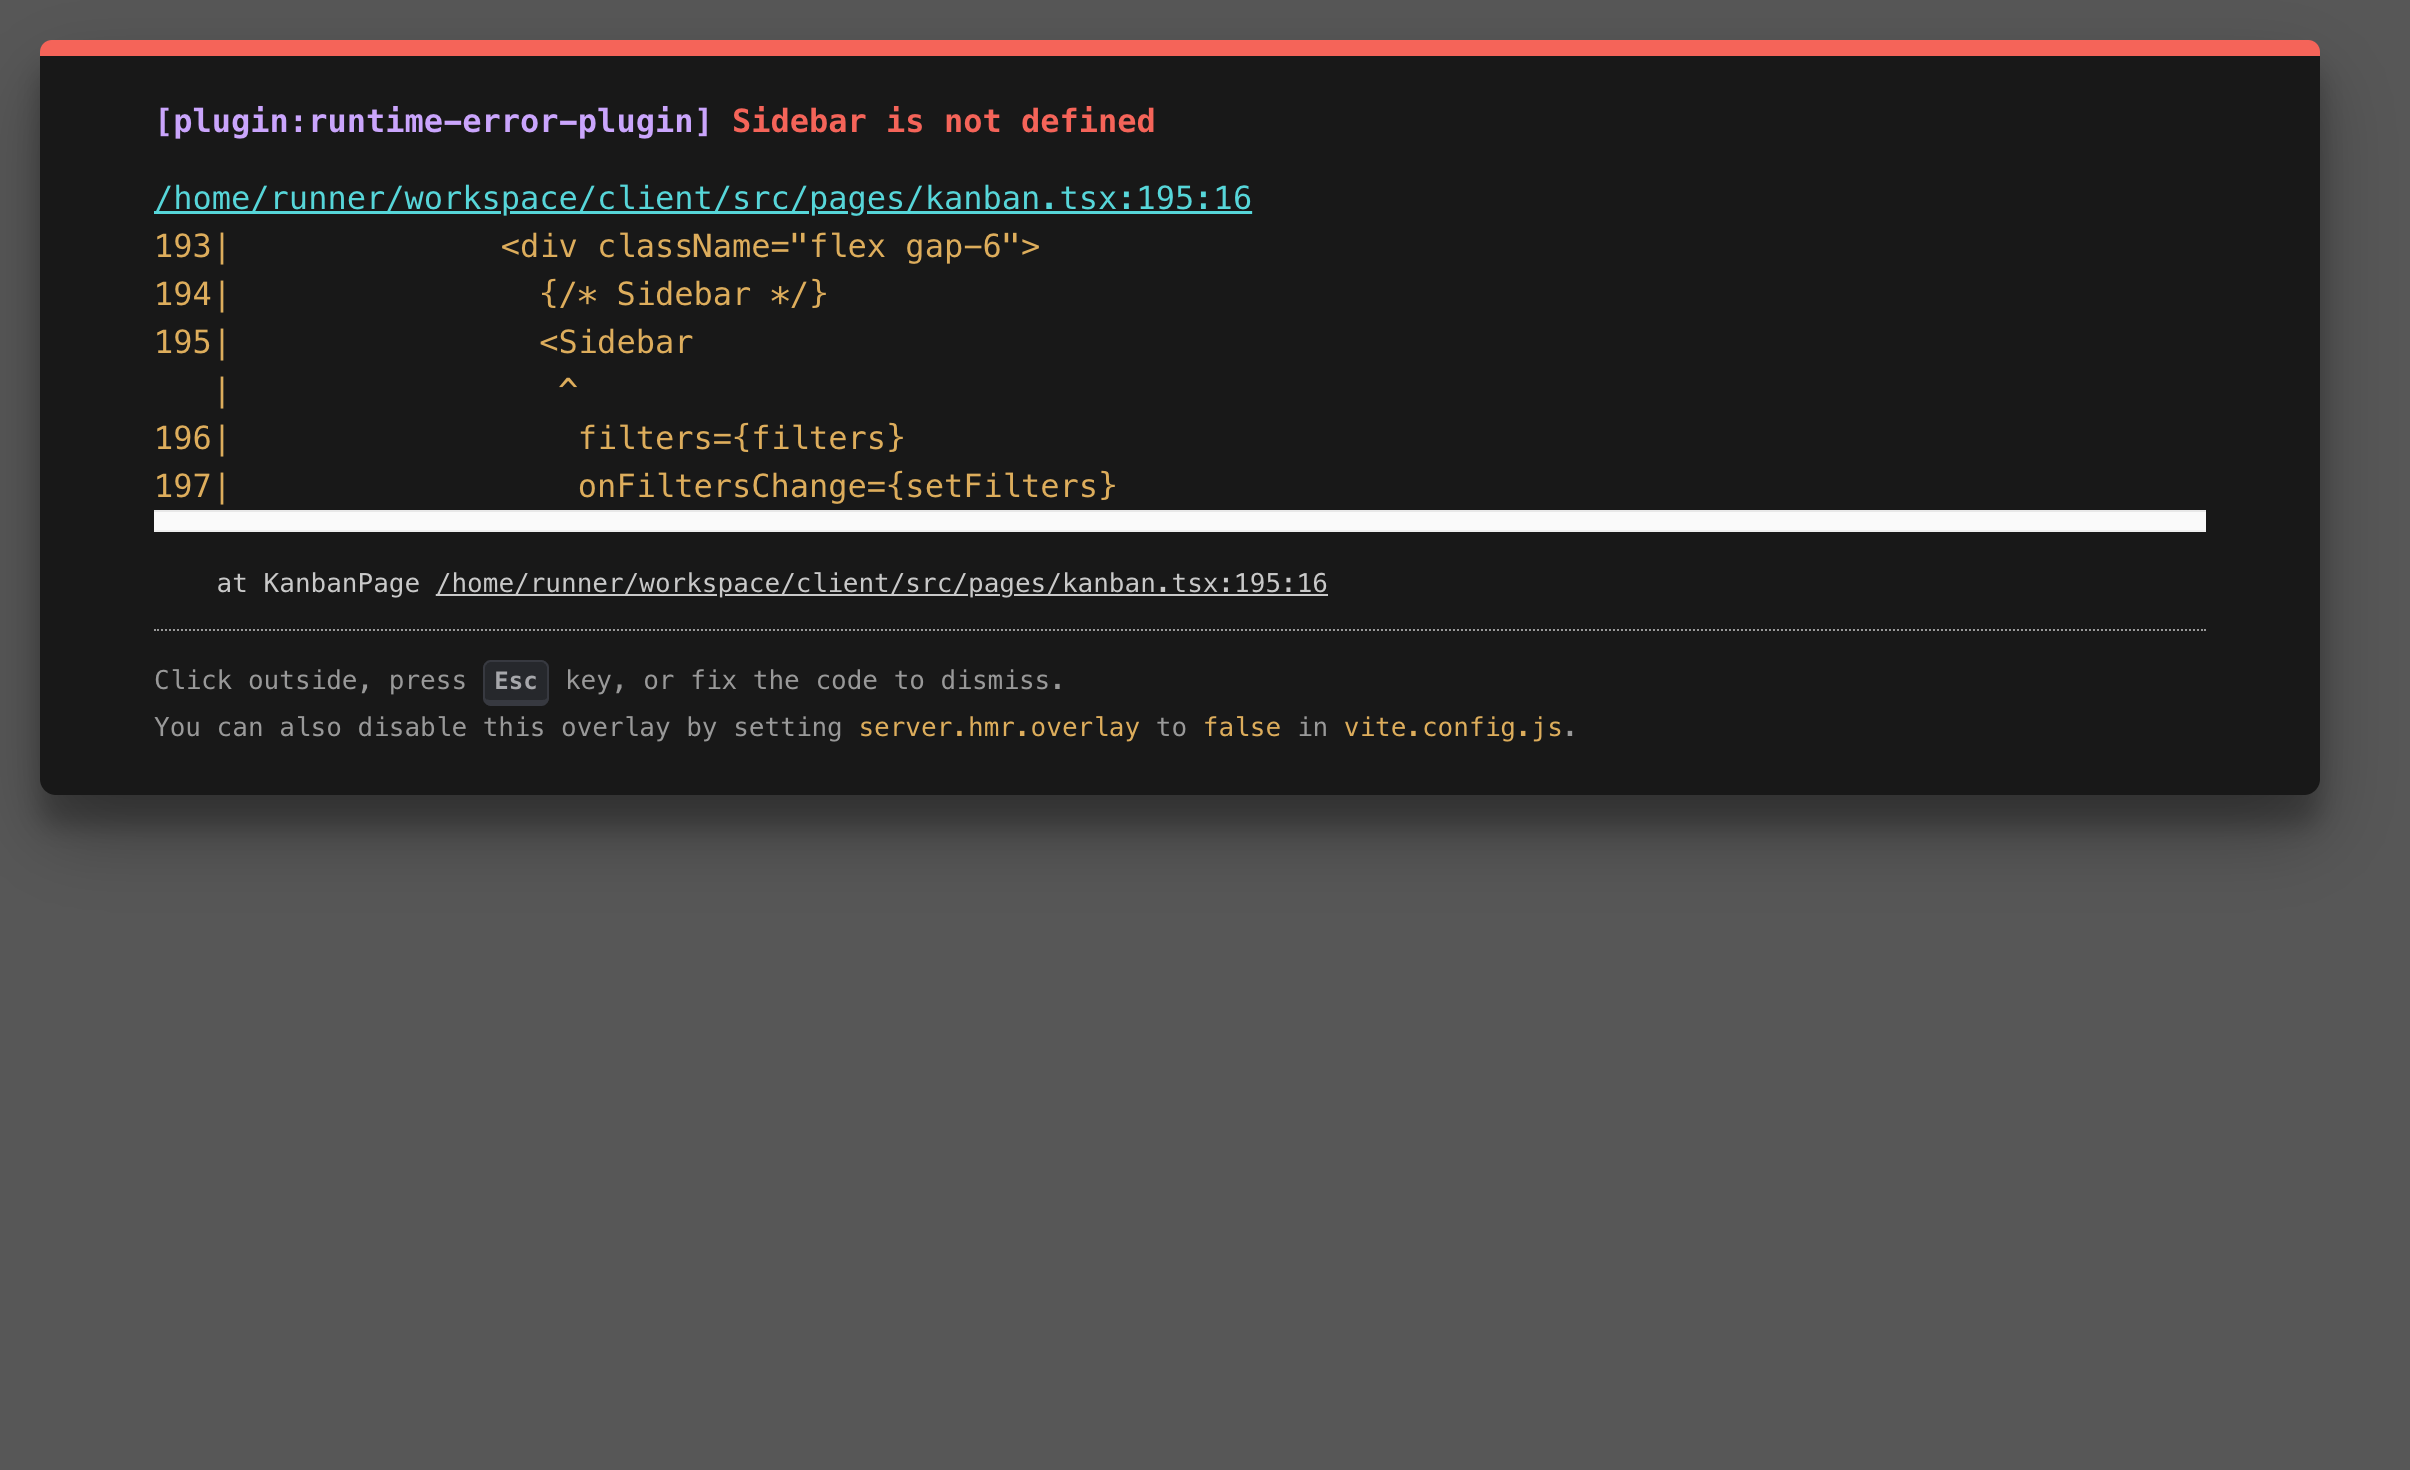 [plugin:runtime-error-plugin] Sidebar is not defined
/home/runner/workspace/client/src/pages/kanban.tsx:195:16
193|              <div className="flex gap-6">
194|                {/* Sidebar */}
195|                <Sidebar
   |                 ^
196|                  filters={filters}
197|                  onFiltersChange={setFilters}
    at KanbanPage /home/runner/workspace/client/src/pages/kanban.tsx:195:16
Click outside, press Esc key, or fix the code to dismiss.
You can also disable this overlay by setting server.hmr.overlay to false in vite.config.js.